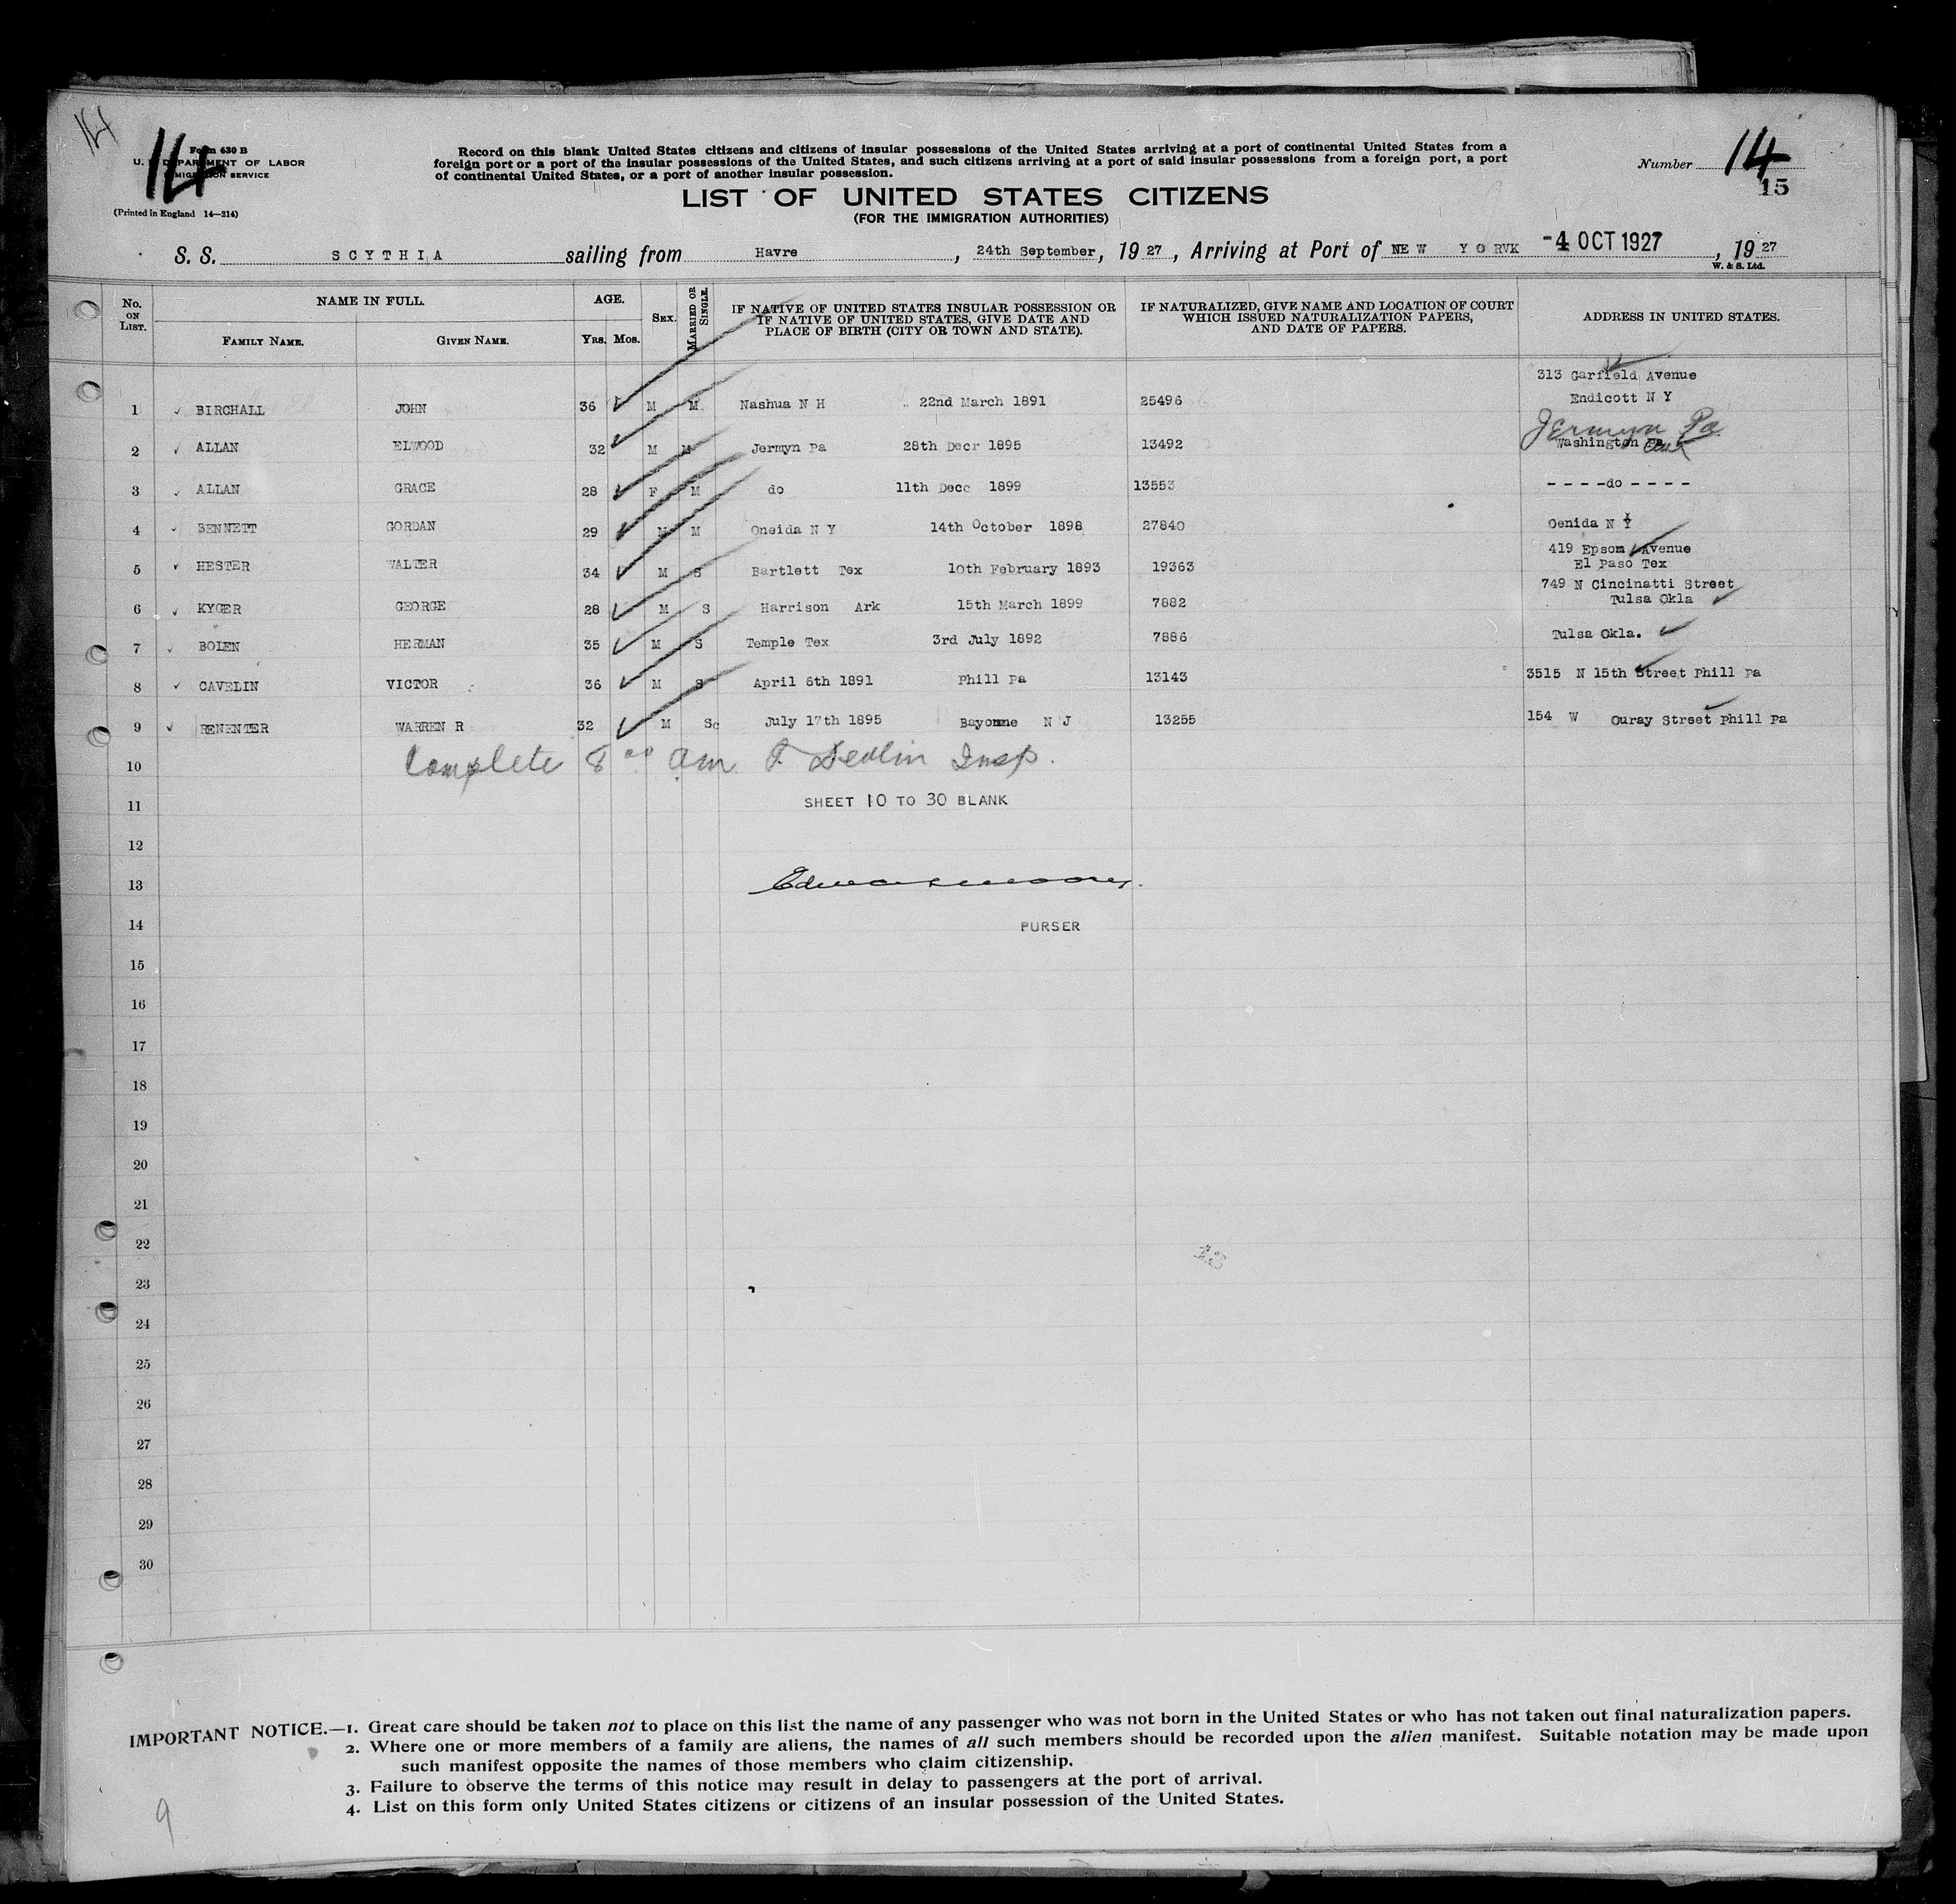 14
14
Form 630 B
U. S. DEPARTMENT OF LABOR
IMMIGRATION SERVICE
(Printed in England 14—214)
Record on this blank United States citizens and citizens of insular possessions of the United States arriving at a port of continental United States from a
foreign port or a port of the insular possessions of the United States, and such citizens arriving at a port of said insular possessions from a foreign port, a port
of continental United States, or a port of another insular possession.
LIST OF UNITED STATES CITIZENS
(FOR THE IMMIGRATION AUTHORITIES)
Number 14
15
S. S. SCYTHIA sailing from Havre, 24th September, 19 27, Arriving at Port of NEW YORVK -4 OCT 1927, 19 27
W. & S. Ltd.
No. ON LIST. NAME IN FULL. AGE. SEX. MARRIED OR SINGLE. IF NATIVE OF UNITED STATES INSULAR POSSESSION OR IF NATIVE OF UNITED STATES, GIVE DATE AND PLACE OF BIRTH (CITY OR TOWN AND STATE). IF NATURALIZED, GIVE NAME AND LOCATION OF COURT WHICH ISSUED NATURALIZATION PAPERS, AND DATE OF PAPERS. ADDRESS IN UNITED STATES.
FAMILY NAME. GIVEN NAME. YRS. MOS.
313 Garfield Avenue
1 BIRCHALL JOHN 36 M M Nashua N H 22nd March 1891 25496 Endicott N Y
Jermyn Pa
2 ALLAN ELWOOD 32 M M Jermyn Pa 28th Decr 1895 13492 Washington Pa
3 ALLAN GRACE 28 F M do 11th Decc 1899 13553 - - - -do - - - -
4 BENNETT GORDAN 29 M M Oneida N Y 14th October 1898 27840 Oenida N Y
419 Epsom Avenue
5 HESTER WALTER 34 M S Bartlett Tex 10th February 1893 19363 El Paso Tex
749 N Cincinatti Street
6 KYGER GEORGE 28 M S Harrison Ark 15th March 1899 7882 Tulsa Okla
7 BOLEN HERMAN 35 M S Temple Tex 3rd July 1892 7886 Tulsa Okla.
8 CAVELIN VICTOR 36 M S April 6th 1891 Phill Pa 13143 3515 N 15th Street Phill Pa
9 RENENTER WARREN R 32 M Sc July 17th 1895 Bayonne N J 13255 154 W Ouray Street Phill Pa
10 Complete 8 00 am. Insp.
11 SHEET 10 TO 30 BLANK
12
13
14 PURSER
15
16
17
18
19
20
21
22
23
24
25
26
27
28
29
30
IMPORTANT NOTICE.—1. Great care should be taken not to place on this list the name of any passenger who was not born in the United States or who has not taken out final naturalization papers.
2. Where one or more members of a family are aliens, the names of all such members should be recorded upon the alien manifest. Suitable notation may be made upon
such manifest opposite the names of those members who claim citizenship.
3. Failure to observe the terms of this notice may result in delay to passengers at the port of arrival.
4. List on this form only United States citizens or citizens of an insular possession of the United States.
9